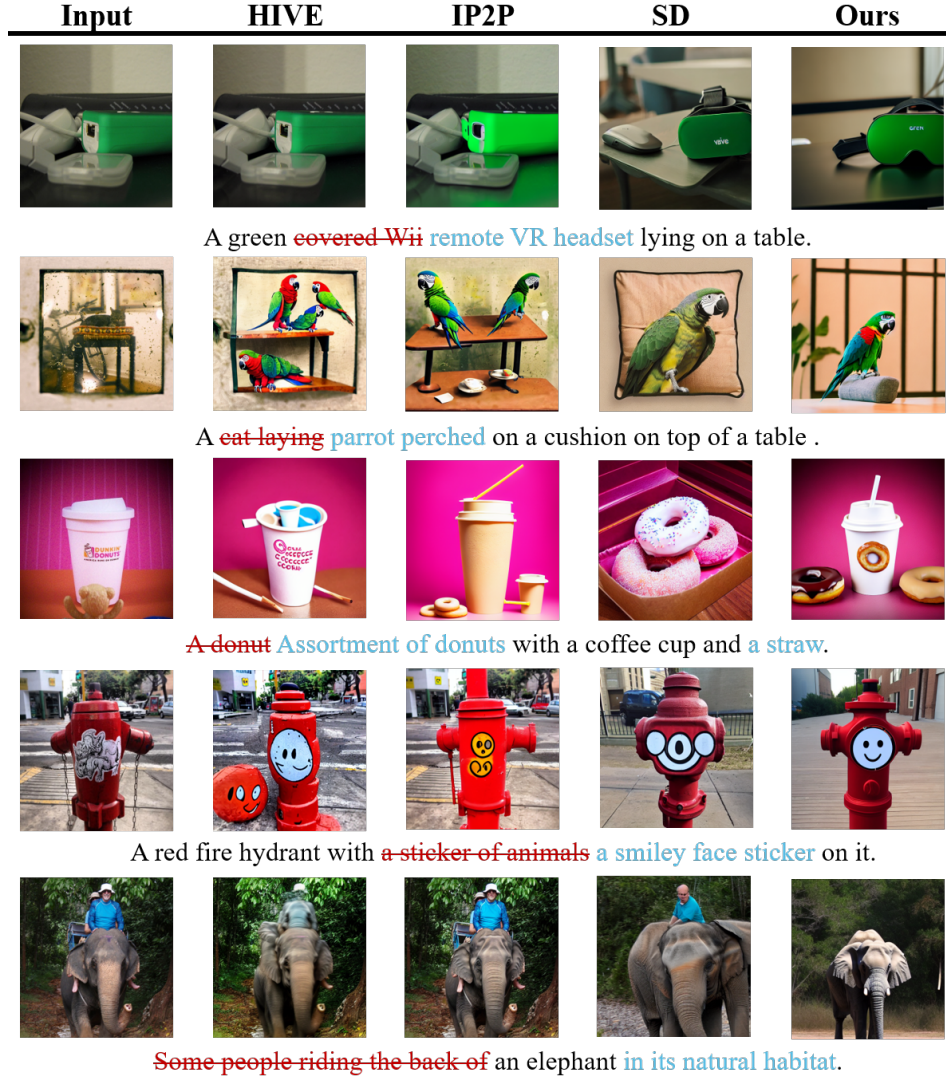 Input HIVE IP2P SD Ours
A green covered Wii remote VR headset lying on a table.
A cat laying parrot perched on a cushion on top of a table .
DUNKIN'
DONUTS
A donut Assortment of donuts with a coffee cup and a straw.
A red fire hydrant with a sticker of animals a smiley face sticker on it.
Some people riding the back of an elephant in its natural habitat.